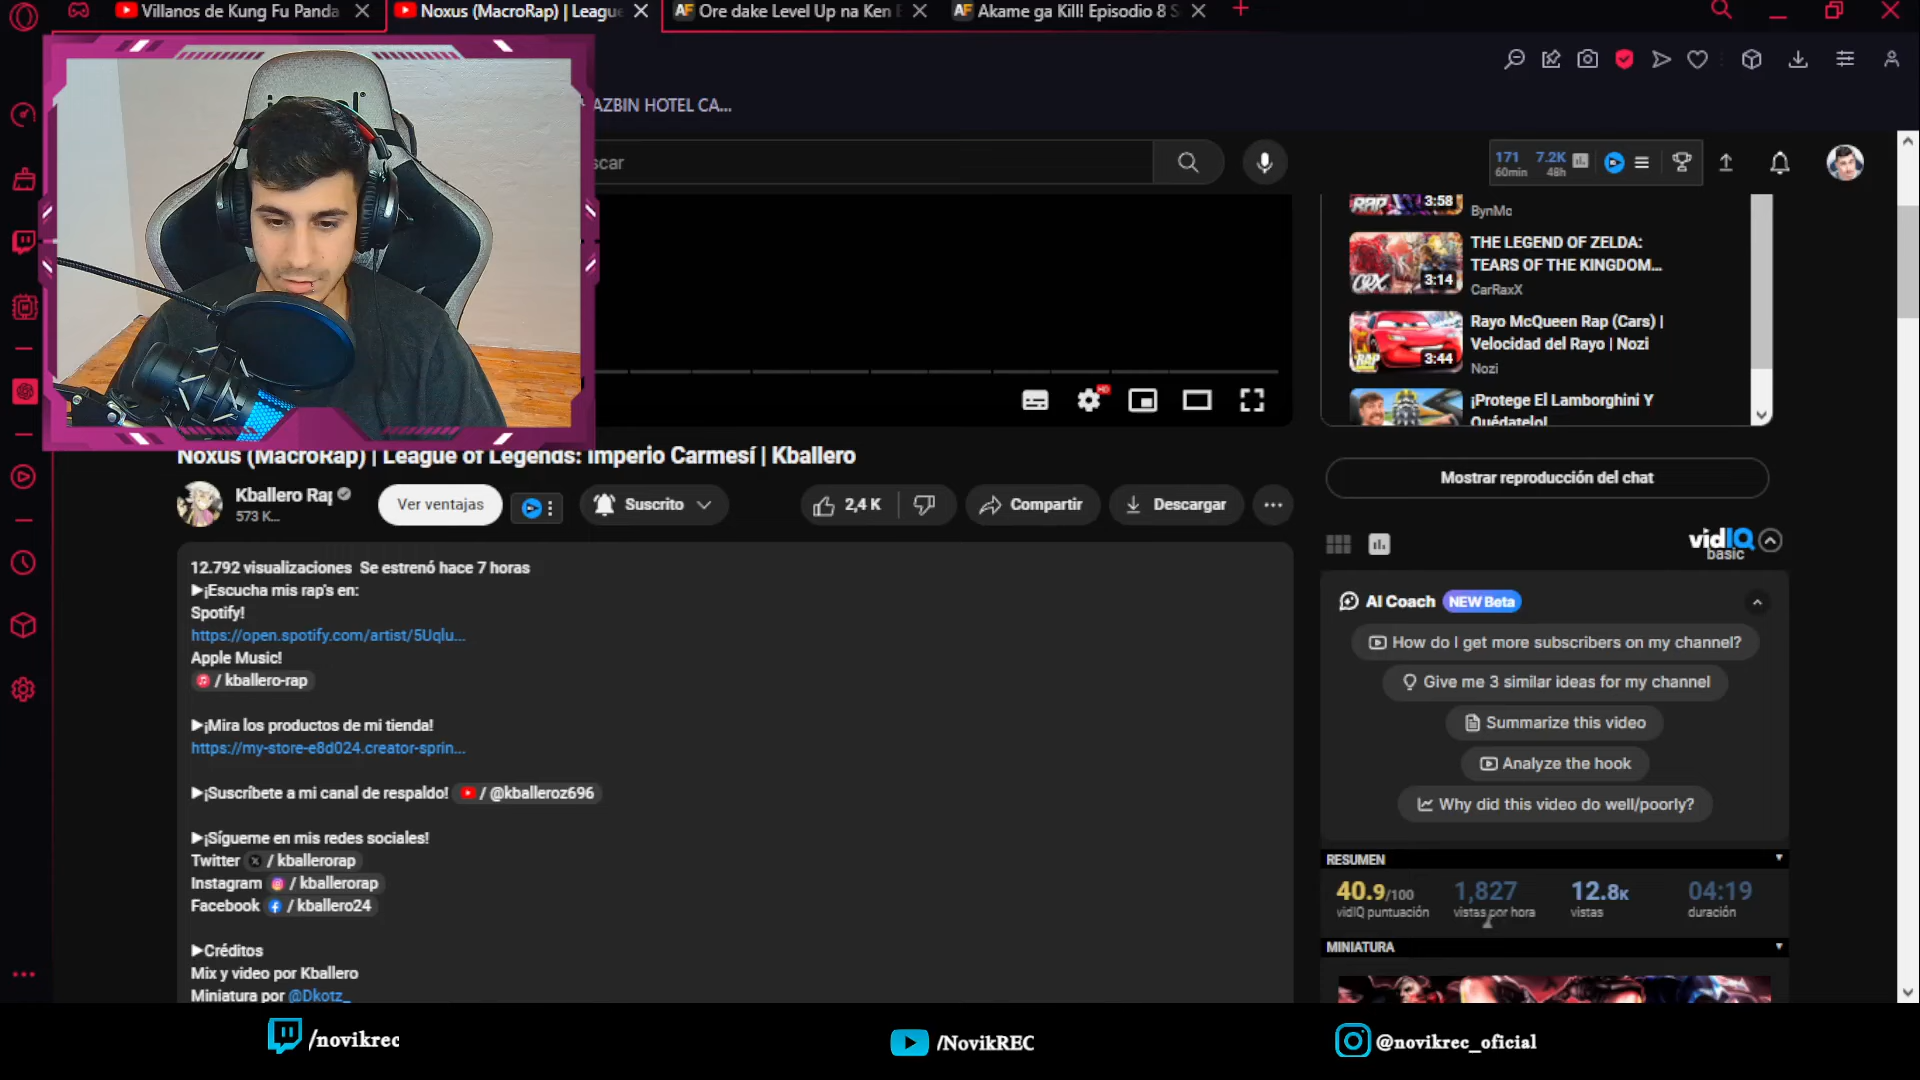 Villanos de Kung Fu Panda
Noxus (MacroRap) | League
Ore dake Level Up na Ken
Akame ga Kill! Episodio 8 S
AZBIN HOTEL CA...
scar
171
60min
7.2K
48h
3:58
BynMc
THE LEGEND OF ZELDA:
TEARS OF THE KINGDOM...
CarRaxX
CRX
3:14
Rayo McQueen Rap (Cars) |
Velocidad del Rayo | Nozi
Nozi
RAP
3:44
¡Protege El Lamborghini Y
Quédatelo!
HD
Mostrar reproducción del chat
Noxus (MacroRap) | League of Legends: Imperio Carmesí | Kballero
Kballero Rap
573 K...
Ver ventajas
Suscrito
2,4 K
Compartir
Descargar
12.792 visualizaciones Se estrenó hace 7 horas
▶¡Escucha mis rap's en:
Spotify!
https://open.spotify.com/artist/5Uqlu...
Apple Music!
/ kballero-rap
▶¡Mira los productos de mi tienda!
https://my-store-e8d024.creator-sprin...
▶¡Suscríbete a mi canal de respaldo! / @kballeroz696
▶¡Sígueme en mis redes sociales!
Twitter / kballerorap
Instagram / kballerorap
Facebook / kballero24
▶Créditos
Mix y video por Kballero
Miniatura por @Dkotz_
vidIQ
basic
AI Coach NEW Beta
How do I get more subscribers on my channel?
Give me 3 similar ideas for my channel
Summarize this video
Analyze the hook
Why did this video do well/poorly?
RESUMEN
40.9/100
vidIQ puntuación
1,827
vistas por hora
12.8K
vistas
04:19
duración
MINIATURA
/novikrec
/NovikREC
@novikrec_oficial